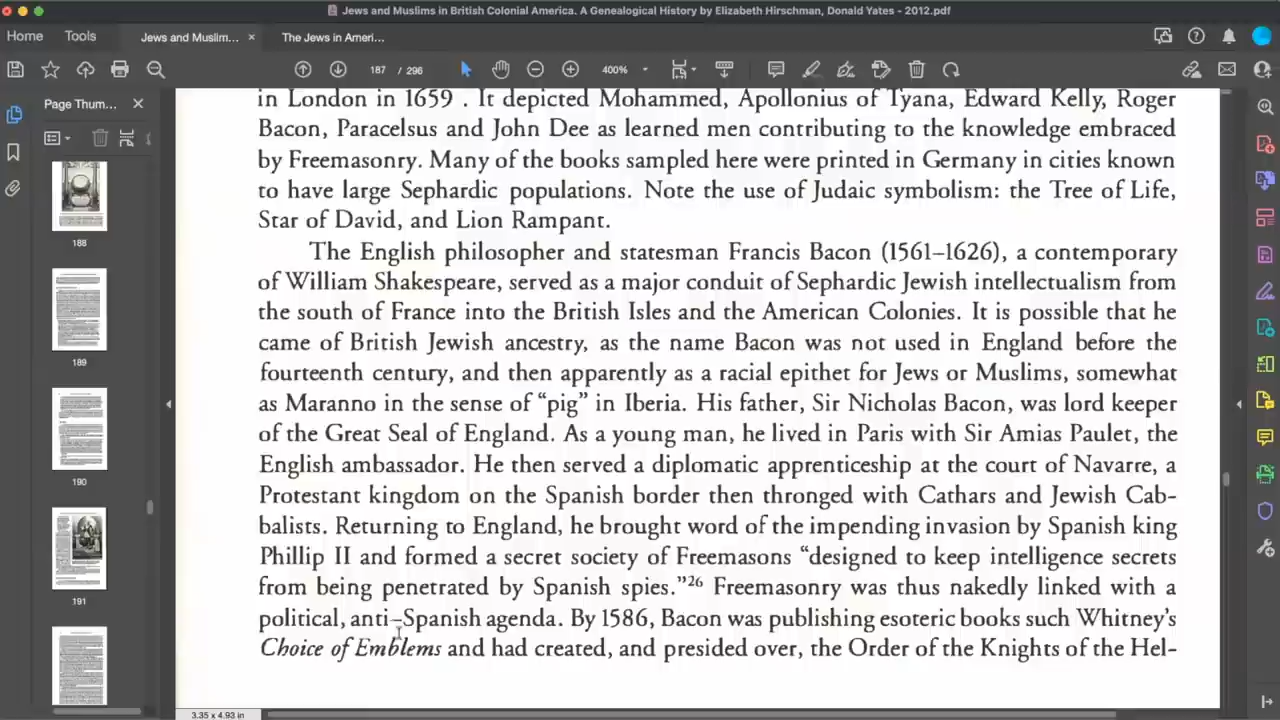 Jews and Muslims in British Colonial America. A Genealogical History by Elizabeth Hirschman, Donald Yates - 2012.pdf
Home Tools Jews and Muslim... × The Jews in Ameri...
187 / 296 400%
Page Thum... ×
188
189
190
191
in London in 1659 . It depicted Mohammed, Apollonius of Tyana, Edward Kelly, Roger
Bacon, Paracelsus and John Dee as learned men contributing to the knowledge embraced
by Freemasonry. Many of the books sampled here were printed in Germany in cities known
to have large Sephardic populations. Note the use of Judaic symbolism: the Tree of Life,
Star of David, and Lion Rampant.
The English philosopher and statesman Francis Bacon (1561–1626), a contemporary
of William Shakespeare, served as a major conduit of Sephardic Jewish intellectualism from
the south of France into the British Isles and the American Colonies. It is possible that he
came of British Jewish ancestry, as the name Bacon was not used in England before the
fourteenth century, and then apparently as a racial epithet for Jews or Muslims, somewhat
as Maranno in the sense of “pig” in Iberia. His father, Sir Nicholas Bacon, was lord keeper
of the Great Seal of England. As a young man, he lived in Paris with Sir Amias Paulet, the
English ambassador. He then served a diplomatic apprenticeship at the court of Navarre, a
Protestant kingdom on the Spanish border then thronged with Cathars and Jewish Cab-
balists. Returning to England, he brought word of the impending invasion by Spanish king
Phillip II and formed a secret society of Freemasons “designed to keep intelligence secrets
from being penetrated by Spanish spies.”26 Freemasonry was thus nakedly linked with a
political, anti–Spanish agenda. By 1586, Bacon was publishing esoteric books such Whitney’s
Choice of Emblems and had created, and presided over, the Order of the Knights of the Hel-
3.35 x 4.93 in